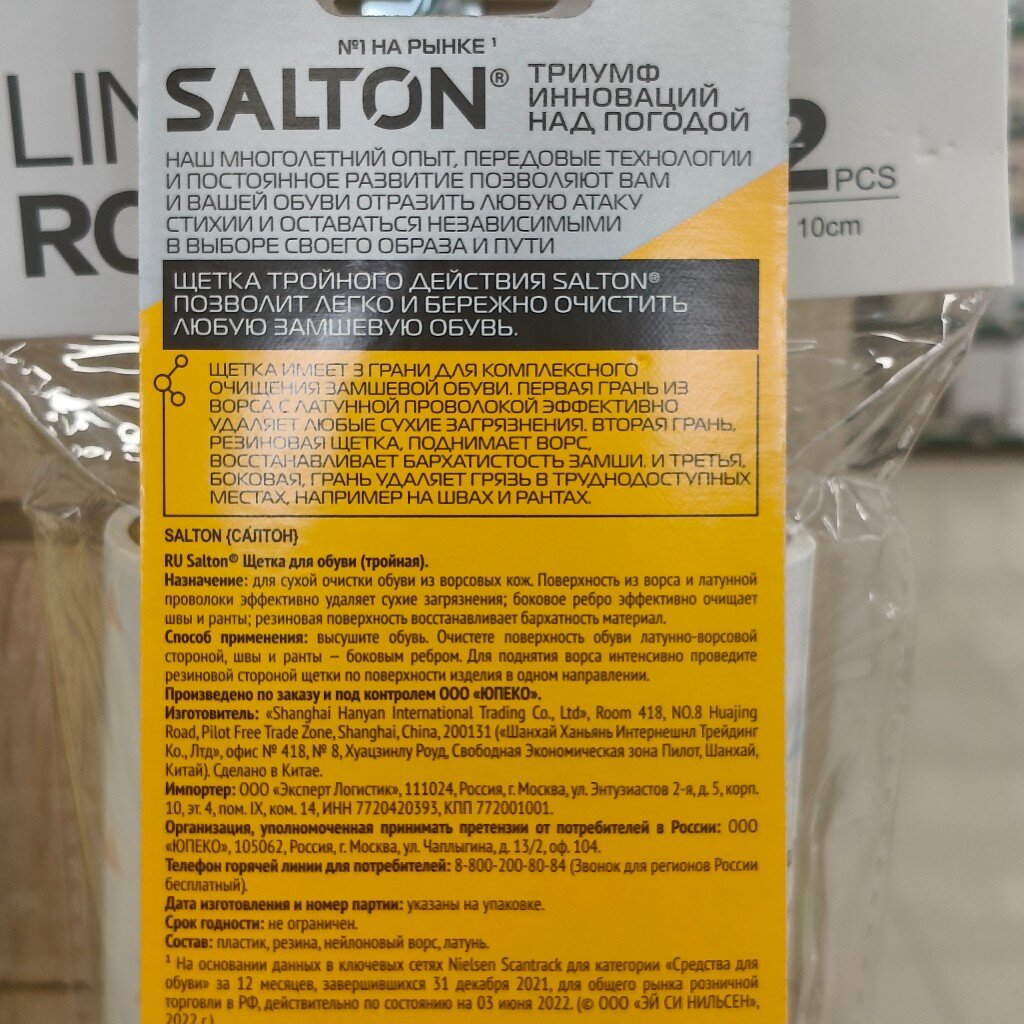 №1 НА РЫНКЕ ¹
SALTON®
ТРИУМФ
ИННОВАЦИЙ
НАД ПОГОДОЙ
LIN
RO
2 PCS
10cm
НАШ МНОГОЛЕТНИЙ ОПЫТ, ПЕРЕДОВЫЕ ТЕХНОЛОГИИ
И ПОСТОЯННОЕ РАЗВИТИЕ ПОЗВОЛЯЮТ ВАМ
И ВАШЕЙ ОБУВИ ОТРАЗИТЬ ЛЮБУЮ АТАКУ
СТИХИИ И ОСТАВАТЬСЯ НЕЗАВИСИМЫМИ
В ВЫБОРЕ СВОЕГО ОБРАЗА И ПУТИ
ЩЕТКА ТРОЙНОГО ДЕЙСТВИЯ SALTON®
ПОЗВОЛИТ ЛЕГКО И БЕРЕЖНО ОЧИСТИТЬ
ЛЮБУЮ ЗАМШЕВУЮ ОБУВЬ.
ЩЕТКА ИМЕЕТ 3 ГРАНИ ДЛЯ КОМПЛЕКСНОГО
ОЧИЩЕНИЯ ЗАМШЕВОЙ ОБУВИ. ПЕРВАЯ ГРАНЬ ИЗ
ВОРСА С ЛАТУННОЙ ПРОВОЛОКОЙ ЭФФЕКТИВНО
УДАЛЯЕТ ЛЮБЫЕ СУХИЕ ЗАГРЯЗНЕНИЯ. ВТОРАЯ ГРАНЬ,
РЕЗИНОВАЯ ЩЕТКА, ПОДНИМАЕТ ВОРС,
ВОССТАНАВЛИВАЕТ БАРХАТИСТОСТЬ ЗАМШИ. И ТРЕТЬЯ,
БОКОВАЯ, ГРАНЬ УДАЛЯЕТ ГРЯЗЬ В ТРУДНОДОСТУПНЫХ
МЕСТАХ, НАПРИМЕР НА ШВАХ И РАНТАХ.
SALTON {СА́ЛТОН}
RU Salton® Щетка для обуви (тройная).
Назначение: для сухой очистки обуви из ворсовых кож. Поверхность из ворса и латунной
проволоки эффективно удаляет сухие загрязнения; боковое ребро эффективно очищает
швы и ранты; резиновая поверхность восстанавливает бархатность материал.
Способ применения: высушите обувь. Очистете поверхность обуви латунно-ворсовой
стороной, швы и ранты — боковым ребром. Для поднятия ворса интенсивно проведите
резиновой стороной щетки по поверхности изделия в одном направлении.
Произведено по заказу и под контролем ООО «ЮПЕКО».
Изготовитель: «Shanghai Hanyan International Trading Co., Ltd», Room 418, NO.8 Huajing
Road, Pilot Free Trade Zone, Shanghai, China, 200131 («Шанхай Ханьянь Интернешнл Трейдинг
Ко., Лтд», офис № 418, № 8, Хуацзинлу Роуд, Свободная Экономическая зона Пилот, Шанхай,
Китай). Сделано в Китае.
Импортер: ООО «Эксперт Логистик», 111024, Россия, г. Москва, ул. Энтузиастов 2-я, д. 5, корп.
10, эт. 4, пом. IX, ком. 14, ИНН 7720420393, КПП 772001001.
Организация, уполномоченная принимать претензии от потребителей в России: ООО
«ЮПЕКО», 105062, Россия, г. Москва, ул. Чаплыгина, д. 13/2, оф. 104.
Телефон горячей линии для потребителей: 8-800-200-80-84 (Звонок для регионов России
бесплатный).
Дата изготовления и номер партии: указаны на упаковке.
Срок годности: не ограничен.
Состав: пластик, резина, нейлоновый ворс, латунь.
¹ На основании данных в ключевых сетях Nielsen Scantrack для категории «Средства для
обуви» за 12 месяцев, завершившихся 31 декабря 2021, для общего рынка розничной
торговли в РФ, действительно по состоянию на 03 июня 2022. (© ООО «ЭЙ СИ НИЛЬСЕН»,
2022 г.)